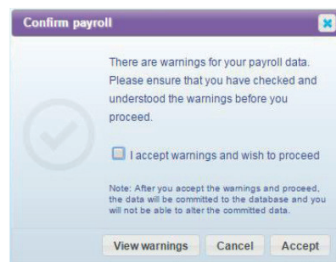 Confirm payroll
There are warnings for your payroll data.
Please ensure that you have checked and
understood the warnings before you
proceed.
I accept warnings and wish to proceed
Note: After you accept the warnings and proceed,
the data will be committed to the database and you
will not be able to alter the committed data.
View warnings Cancel Accept